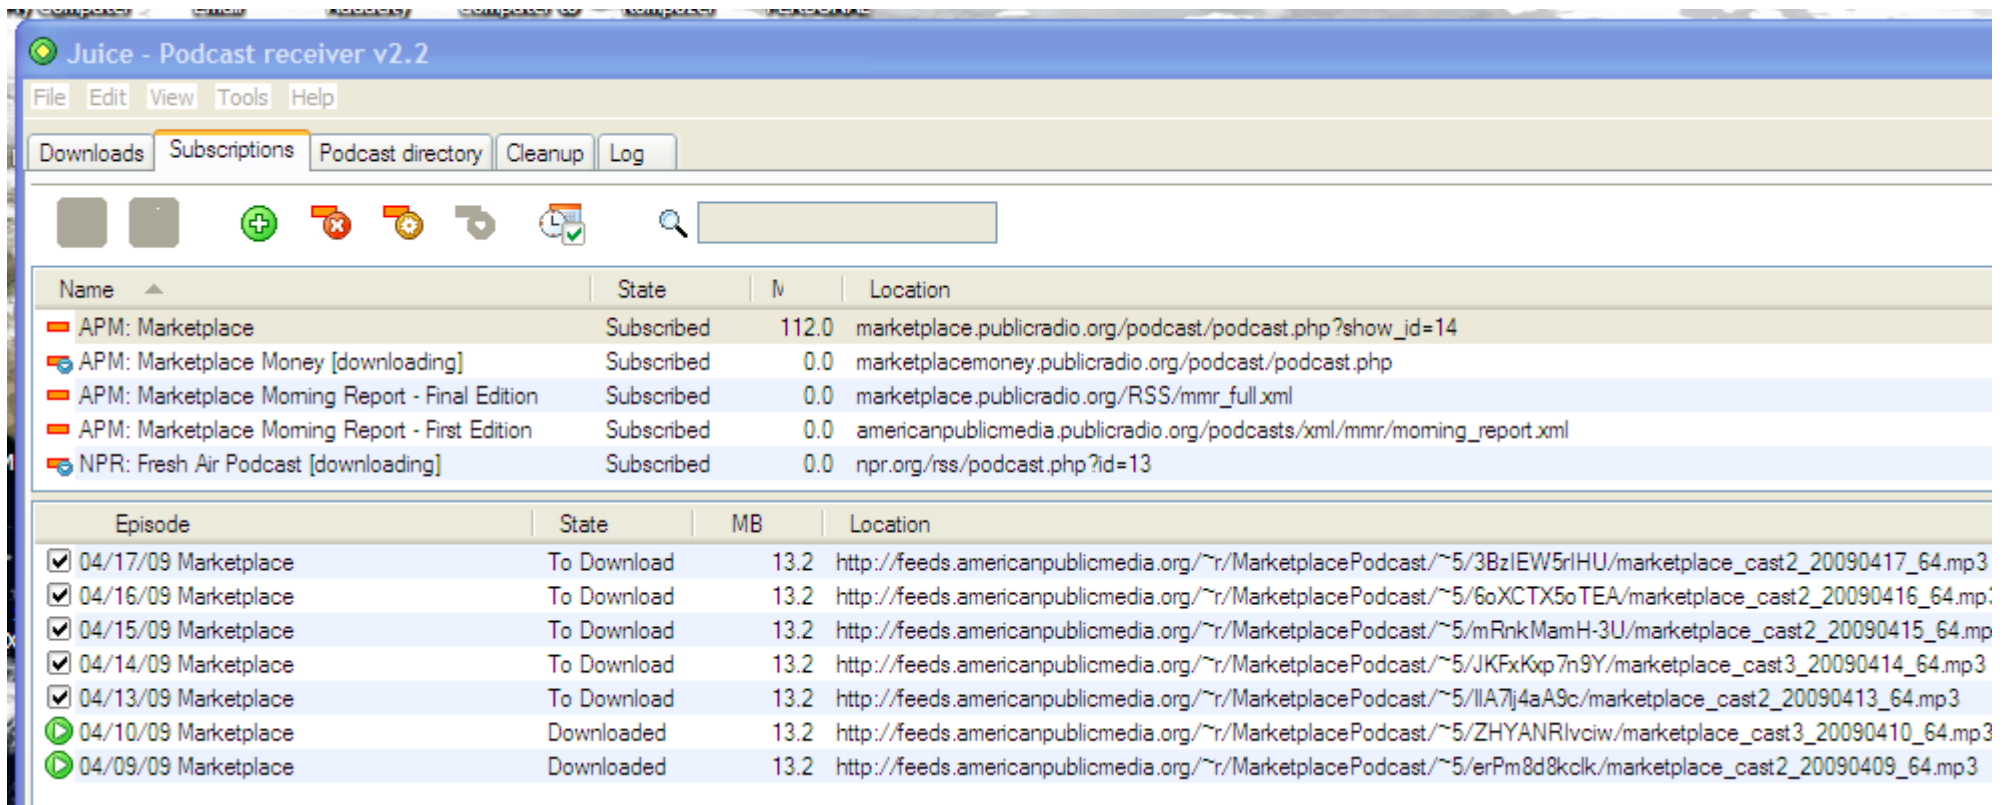 Juice - Podcast receiver v2.2
File Edit View Tools Help
Downloads Subscriptions Podcast directory Cleanup Log
Name State Location
APM: Marketplace Subscribed 112.0 marketplace.publicradio.org/podcast/podcast.php?show_id=14
APM: Marketplace Money [downloading] Subscribed 0.0 marketplacemoney.publicradio.org/podcast/podcast.php
APM: Marketplace Morning Report - Final Edition Subscribed 0.0 marketplace.publicradio.org/RSS/mmr_full.xml
APM: Marketplace Morning Report - First Edition Subscribed 0.0 americanpublicmedia.publicradio.org/podcasts/xml/mmr/morning_report.xml
NPR: Fresh Air Podcast [downloading] Subscribed 0.0 npr.org/rss/podcast.php?id=13
Episode State MB Location
04/17/09 Marketplace To Download 13.2 http://feeds.americanpublicmedia.org/~r/MarketplacePodcast/~5/3BzIEW5rIHU/marketplace_cast2_20090417_64.mp3
04/16/09 Marketplace To Download 13.2 http://feeds.americanpublicmedia.org/~r/MarketplacePodcast/~5/6oXCTX5oTEA/marketplace_cast2_20090416_64.mp3
04/15/09 Marketplace To Download 13.2 http://feeds.americanpublicmedia.org/~r/MarketplacePodcast/~5/mRnkMamH-3U/marketplace_cast2_20090415_64.mp
04/14/09 Marketplace To Download 13.2 http://feeds.americanpublicmedia.org/~r/MarketplacePodcast/~5/JKFxKxp7n9Y/marketplace_cast3_20090414_64.mp3
04/13/09 Marketplace To Download 13.2 http://feeds.americanpublicmedia.org/~r/MarketplacePodcast/~5/lIA7lj4aA9c/marketplace_cast2_20090413_64.mp3
04/10/09 Marketplace Downloaded 13.2 http://feeds.americanpublicmedia.org/~r/MarketplacePodcast/~5/ZHYANRIvciw/marketplace_cast3_20090410_64.mp3
04/09/09 Marketplace Downloaded 13.2 http://feeds.americanpublicmedia.org/~r/MarketplacePodcast/~5/erPm8d8kclk/marketplace_cast2_20090409_64.mp3